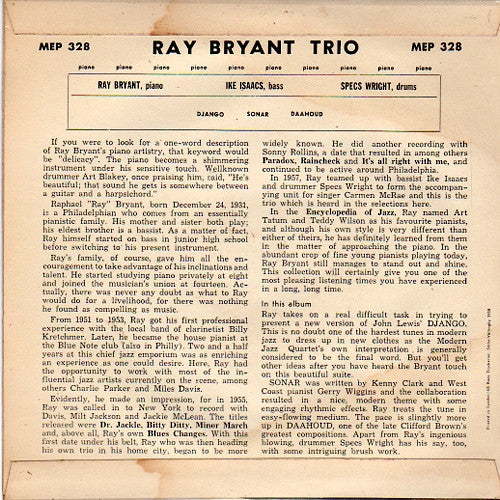 MEP 328 RAY BRYANT TRIO MEP 328
piano piano piano piano piano piano piano piano piano
RAY BRYANT, piano IKE ISAACS, bass SPECS WRIGHT, drums
DJANGO . SONAR . DAAHOUD
If you were to look for a one-word description
of Ray Bryant's piano artistry, that keyword would
be "delicacy". The piano becomes a shimmering
instrument under his sensitive touch. Wellknown
drummer Art Blakey, once praising him, raid, "He's
beautiful; that sound he gets is somewhere between
a guitar and a harpsichord."
Raphael "Ray" Bryant, born December 24, 1931,
is a Philadelphian who comes from an essentially
pianistic family. His mother and sister both play;
his eldest brother is a bassist. As a matter of fact,
Ray himself started on bass in junior high school
before switching to his present instrument.
Ray's family, of course, gave him all the en-
couragement to take advantage of his inclinations and
talent. He started studying piano privately at eight
and joined the musician's union at fourteen. Ac-
tually, there was never any doubt as what to Ray
would do for a livelihood, for there was nothing
he found as compelling as music.
From 1951 to 1953, Ray got his first professional
experience with the local band of clarinetist Billy
Kretchmer. Later, he became the house pianist at
the Blue Note club (also in Philly). Two and a half
years at this chief jazz emporium was as enriching
an experience as one could desire. Here, Ray had
the opportunity to work with most of the in-
fluential jazz artists currently on the scene, among
others Charlie Parker and Miles Davis.
Evidently, he made an impression, for in 1955,
Ray was called in to New York to record with
Davis, Milt Jackson and Jackie McLean. The titles
released were Dr. Jackle, Bitty Ditty, Minor March
and, above all, Ray's own Blues Changes. With this
first date under his bell, Ray who was then heading
his own trio in his home city, began to be more
widely known. He did another recording with
Sonny Rollins, a date that resulted in among others
Paradox, Raincheck and It's all right with me, and
continued to be active around Philadelphia.
In 1957, Ray teamed up with bassist Ike Isaacs
and drummer Specs Wright to form the accompany-
ing unit for singer Carmen McRae and this is the
trio which is heard in the selections here.
In the Encyclopedia of Jazz, Ray named Art
Tatum and Teddy Wilson as his favourite pianists,
and although his own style is very different than
either of theirs, he has definitely learned from them
in the matter of approaching the piano. In the
abundant crop of fine young pianists playing today,
Ray Bryant still manages to stand out and shine.
This collection will certainly give you one of the
most pleasing listening times you have experienced
in a long, long time.
In this album
Ray takes on a real difficult task in trying to
present a new version of John Lewis' DJANGO.
This is no doubt one of the hardest tunes in modern
jazz to dress up in new clothes as the Modern
Jazz Quartet's own interpretation is generally
considered to be the final word. But you'll get
other ideas after you have heard the Bryant touch
on this beautiful suite.
SONAR was written by Kenny Clark and West
Coast pianist Gerry Wiggins and the collaboration
resulted in a nice, modern theme with some
engaging rhythmic effects. Ray treats the tune in
easy-flowing medium. The pace is slightly more
up in DAAHOUD, one of the late Clifford Brown's
greatest compositions. Apart from Ray's ingenious
blowing, drummer Specs Wright has his say, too,
with some intriguing brush work.